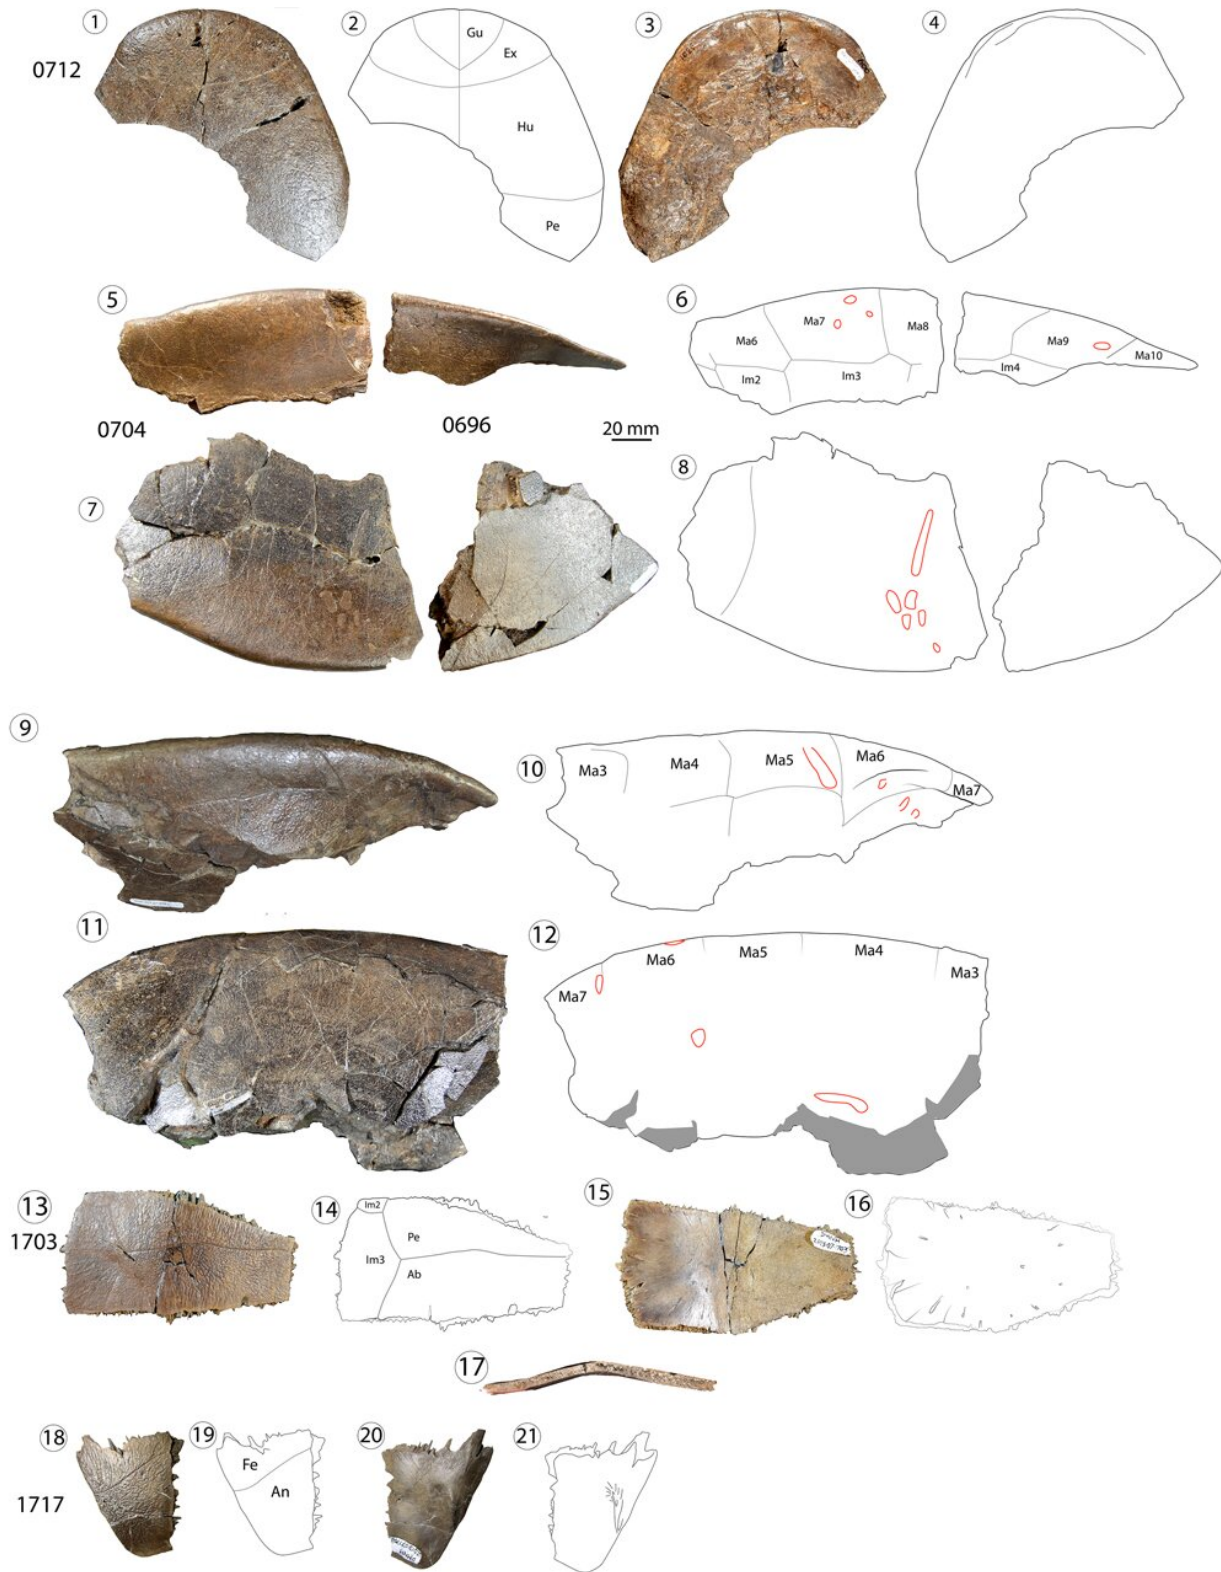 1 2 3 4
0712
Gu
Ex
Hu
Pe
5 6
Ma6 Ma7 Ma8 Ma9 Ma10
Im2 Im3 Im4
0704 0696 20 mm
7 8
9 10
Ma3 Ma4 Ma5 Ma6 Ma7
11 12
Ma7 Ma6 Ma5 Ma4 Ma3
13 14 15 16
1703
Im2
Pe
Im3
Ab
17
18 19 20 21
1717
Fe
An